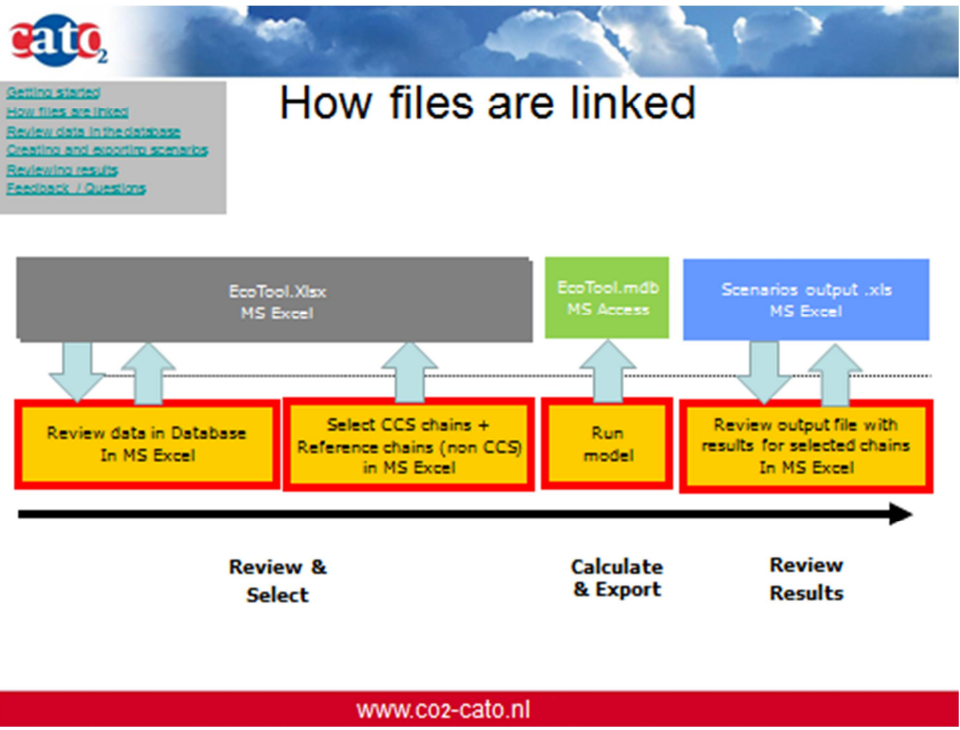 cato2
Getting started
How files are linked
Review data in the database
Creating and exporting scenarios
Reviewing results
Feedback / Questions
How files are linked
EcoTool.Xlsx
MS Excel
EcoTool.mdb
MS Access
Scenarios output .xls
MS Excel
Review data in Database
In MS Excel
Select CCS chains +
Reference chains (non CCS)
in MS Excel
Run
model
Review output file with
results for selected chains
In MS Excel
Review &
Select
Calculate
& Export
Review
Results
www.co2-cato.nl